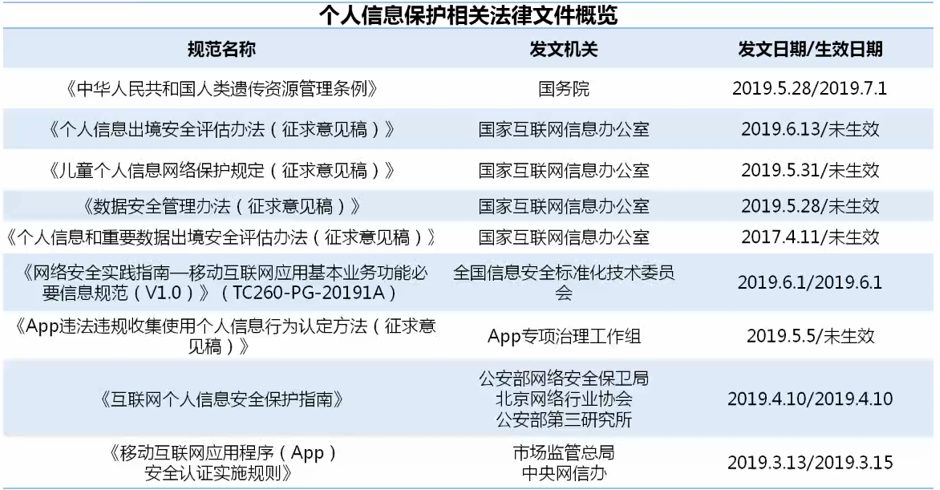 个人信息保护相关法律文件概览
规范名称 发文机关 发文日期/生效日期
《中华人民共和国人类遗传资源管理条例》 国务院 2019.5.28/2019.7.1
《个人信息出境安全评估办法（征求意见稿）》 国家互联网信息办公室 2019.6.13/未生效
《儿童个人信息网络保护规定（征求意见稿）》 国家互联网信息办公室 2019.5.31/未生效
《数据安全管理办法（征求意见稿）》 国家互联网信息办公室 2019.5.28/未生效
《个人信息和重要数据出境安全评估办法（征求意见稿）》 国家互联网信息办公室 2017.4.11/未生效
《网络安全实践指南—移动互联网应用基本业务功能必
要信息规范（V1.0）》（TC260-PG-20191A）
全国信息安全标准化技术委员
会
2019.6.1/2019.6.1
《App违法违规收集使用个人信息行为认定方法（征求意
见稿）》
App专项治理工作组
2019.5.5/未生效
《互联网个人信息安全保护指南》
公安部网络安全保卫局
北京网络行业协会
公安部第三研究所
2019.4.10/2019.4.10
《移动互联网应用程序（App）
安全认证实施规则》
市场监管总局
中央网信办
2019.3.13/2019.3.15